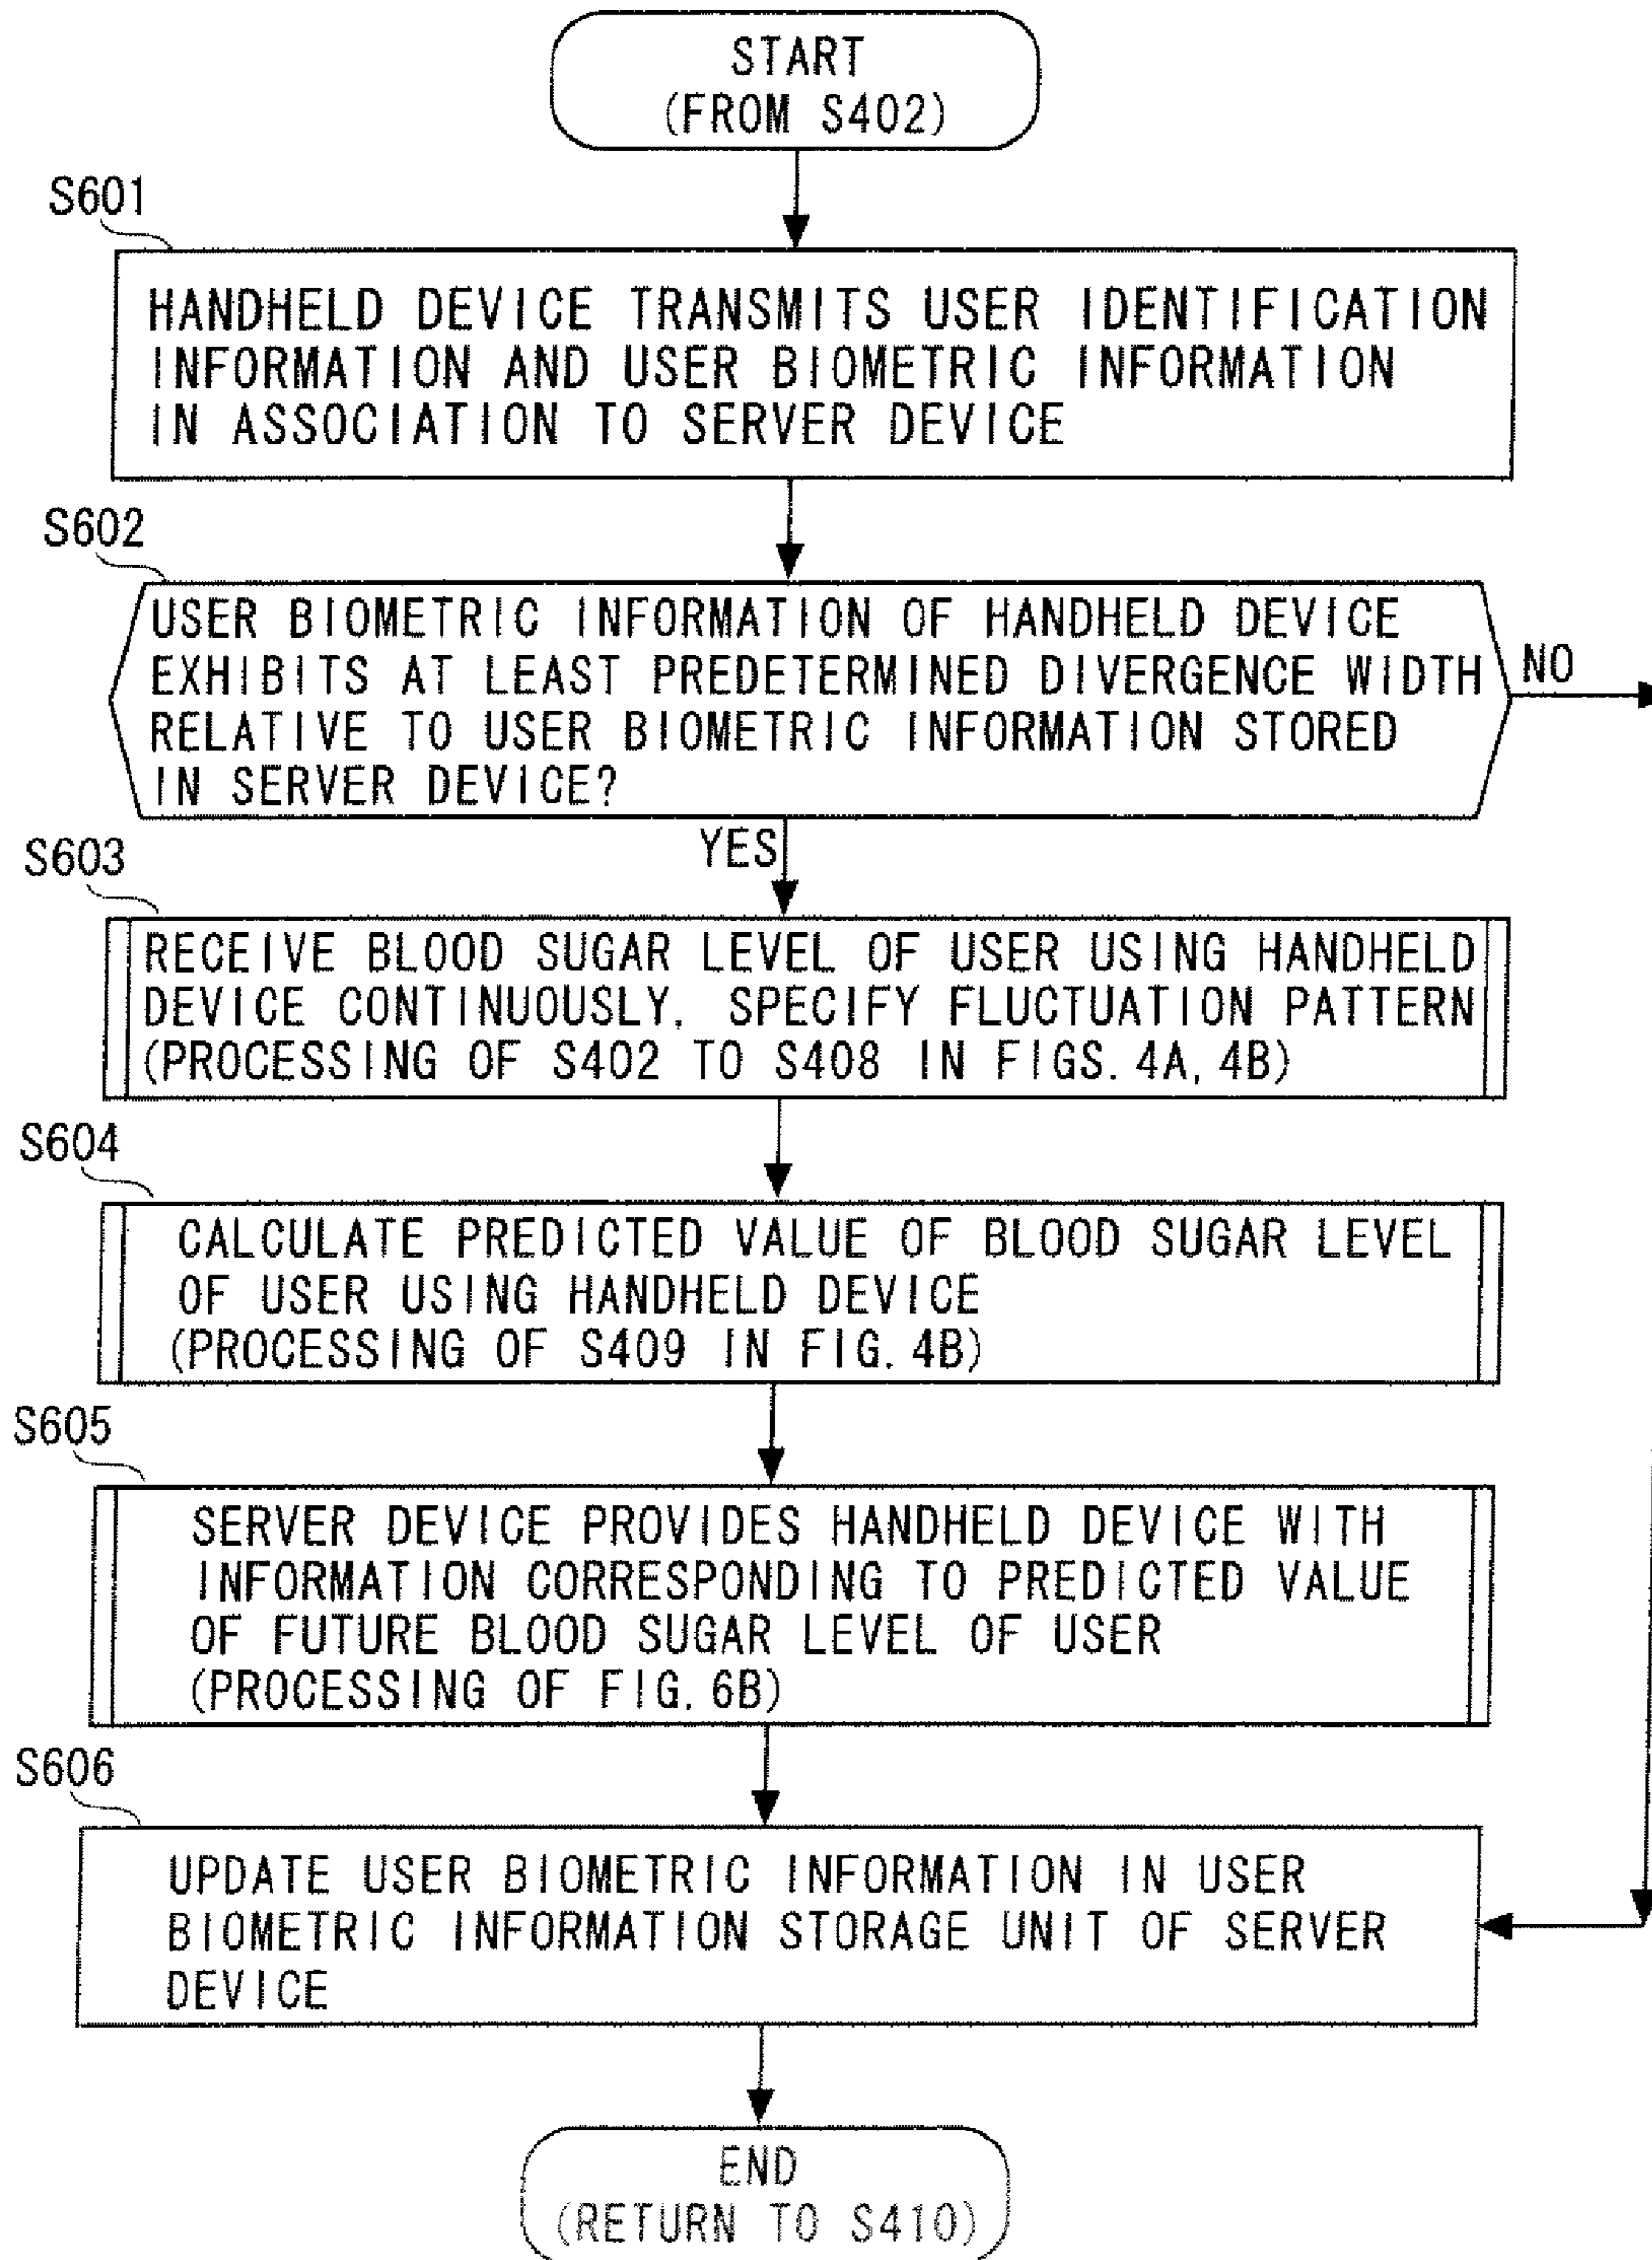 START
(FROM S402)
S601
HANDHELD DEVICE TRANSMITS USER IDENTIFICATION
INFORMATION AND USER BIOMETRIC INFORMATION
IN ASSOCIATION TO SERVER DEVICE
S602
USER BIOMETRIC INFORMATION OF HANDHELD DEVICE
EXHIBITS AT LEAST PREDETERMINED DIVERGENCE WIDTH
RELATIVE TO USER BIOMETRIC INFORMATION STORED
IN SERVER DEVICE?
NO
YES
S603
RECEIVE BLOOD SUGAR LEVEL OF USER USING HANDHELD
DEVICE CONTINUOUSLY, SPECIFY FLUCTUATION PATTERN
(PROCESSING OF S402 TO S408 IN FIGS. 4A, 4B)
S604
CALCULATE PREDICTED VALUE OF BLOOD SUGAR LEVEL
OF USER USING HANDHELD DEVICE
(PROCESSING OF S409 IN FIG. 4B)
S605
SERVER DEVICE PROVIDES HANDHELD DEVICE WITH
INFORMATION CORRESPONDING TO PREDICTED VALUE
OF FUTURE BLOOD SUGAR LEVEL OF USER
(PROCESSING OF FIG. 6B)
S606
UPDATE USER BIOMETRIC INFORMATION IN USER
BIOMETRIC INFORMATION STORAGE UNIT OF SERVER
DEVICE
END
(RETURN TO S410)